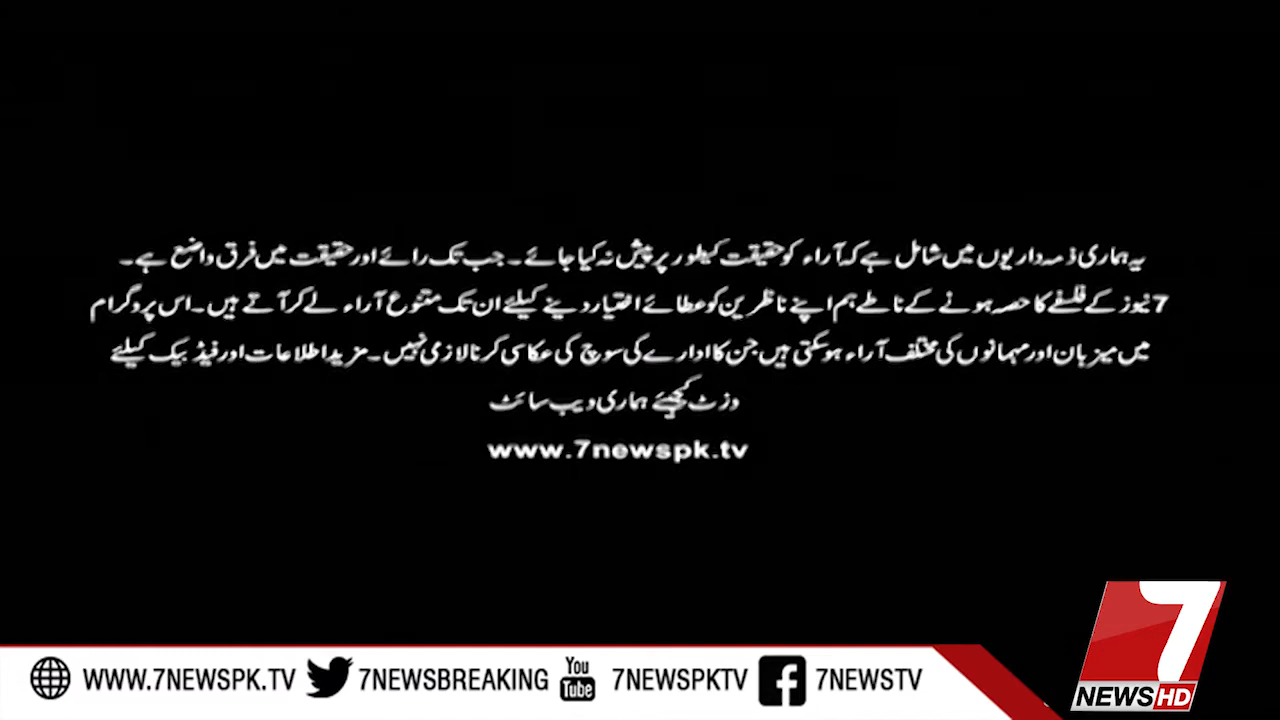 یہ ہماری ذمہ داریوں میں شامل ہے کہ آراء کو حقیقت کیطور پر پیش نہ کیا جائے۔ جب تک رائے اور حقیقت میں فرق واضع ہے۔
7 نیوز کے فلسفے کا حصہ ہونے کے ناطے ہم اپنے ناظرین کو عطائے اختیار دینے کیلئے ان تک متنوع آراء لے کر آتے ہیں۔ اس پروگرام
میں میزبان اور مہمانوں کی مختلف آراء ہو سکتی ہیں جن کا ادارے کی سوچ کی عکاسی کرنا لازمی نہیں۔ مزید اطلاعات اور فیڈ بیک کیلئے
وزٹ کیجیئے ہماری ویب سائٹ
www.7newspk.tv
7
NEWS HD
WWW.7NEWSPK.TV 7NEWSBREAKING You Tube 7NEWSPKTV f 7NEWSTV